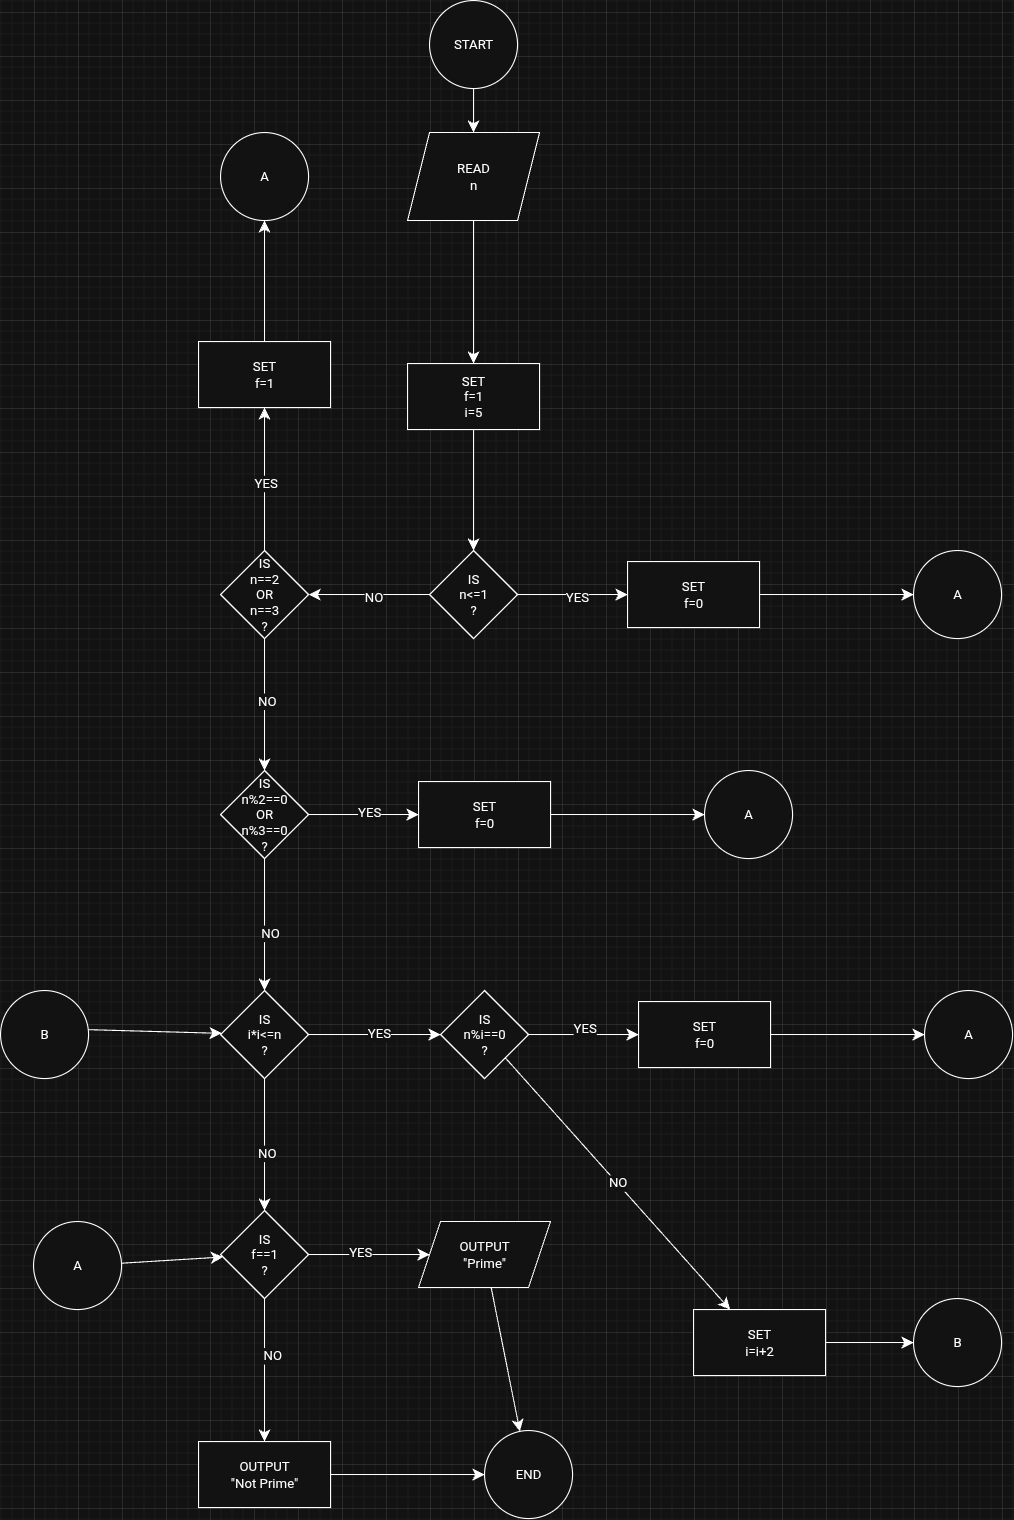 START
READ
n
A
SET
f=1
SET
f=1
i=5
YES
IS
n==2
OR
n==3
?
NO
IS
n<=1
?
YES
SET
f=0
A
NO
IS
n%2==0
OR
n%3==0
?
YES
SET
f=0
A
NO
B
IS
i*i<=n
?
YES
IS
n%i==0
?
YES
SET
f=0
A
NO
NO
A
IS
f==1
?
YES
OUTPUT
"Prime"
SET
i=i+2
B
NO
OUTPUT
"Not Prime"
END